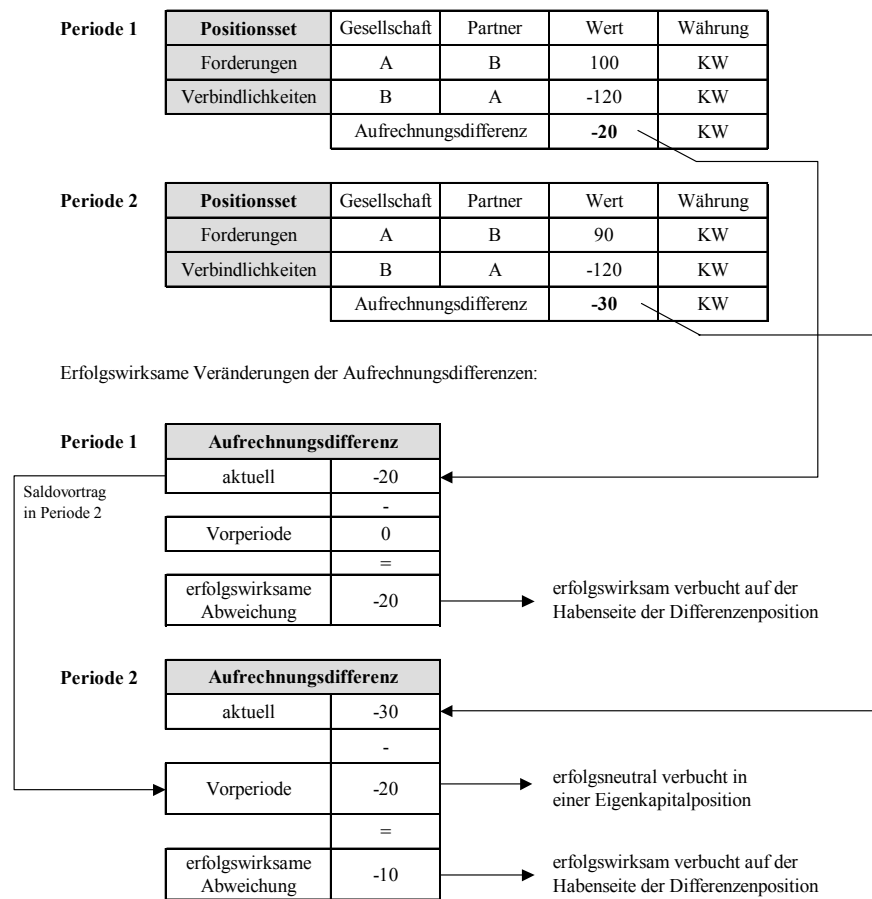 Periode 1 Positionsset Gesellschaft Partner Wert Währung
Forderungen A B 100 KW
Verbindlichkeiten B A -120 KW
Aufrechnungsdifferenz -20 KW
Periode 2 Positionsset Gesellschaft Partner Wert Währung
Forderungen A B 90 KW
Verbindlichkeiten B A -120 KW
Aufrechnungsdifferenz -30 KW
Erfolgswirksame Veränderungen der Aufrechnungsdifferenzen:
Periode 1 Aufrechnungsdifferenz
aktuell -20
Saldovortrag
in Periode 2
-
Vorperiode 0
=
erfolgswirksame
Abweichung
-20
erfolgswirksam verbucht auf der
Habenseite der Differenzenposition
Periode 2 Aufrechnungsdifferenz
aktuell -30
-
Vorperiode -20
erfolgsneutral verbucht in
einer Eigenkapitalposition
=
erfolgswirksame
Abweichung
-10
erfolgswirksam verbucht auf der
Habenseite der Differenzenposition